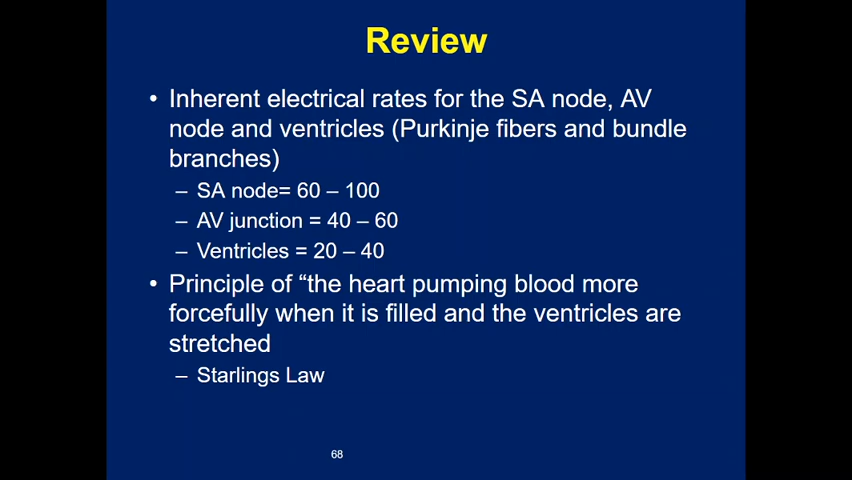 Review
• Inherent electrical rates for the SA node, AV
node and ventricles (Purkinje fibers and bundle
branches)
– SA node= 60 – 100
– AV junction = 40 – 60
– Ventricles = 20 – 40
• Principle of “the heart pumping blood more
forcefully when it is filled and the ventricles are
stretched
– Starlings Law
68